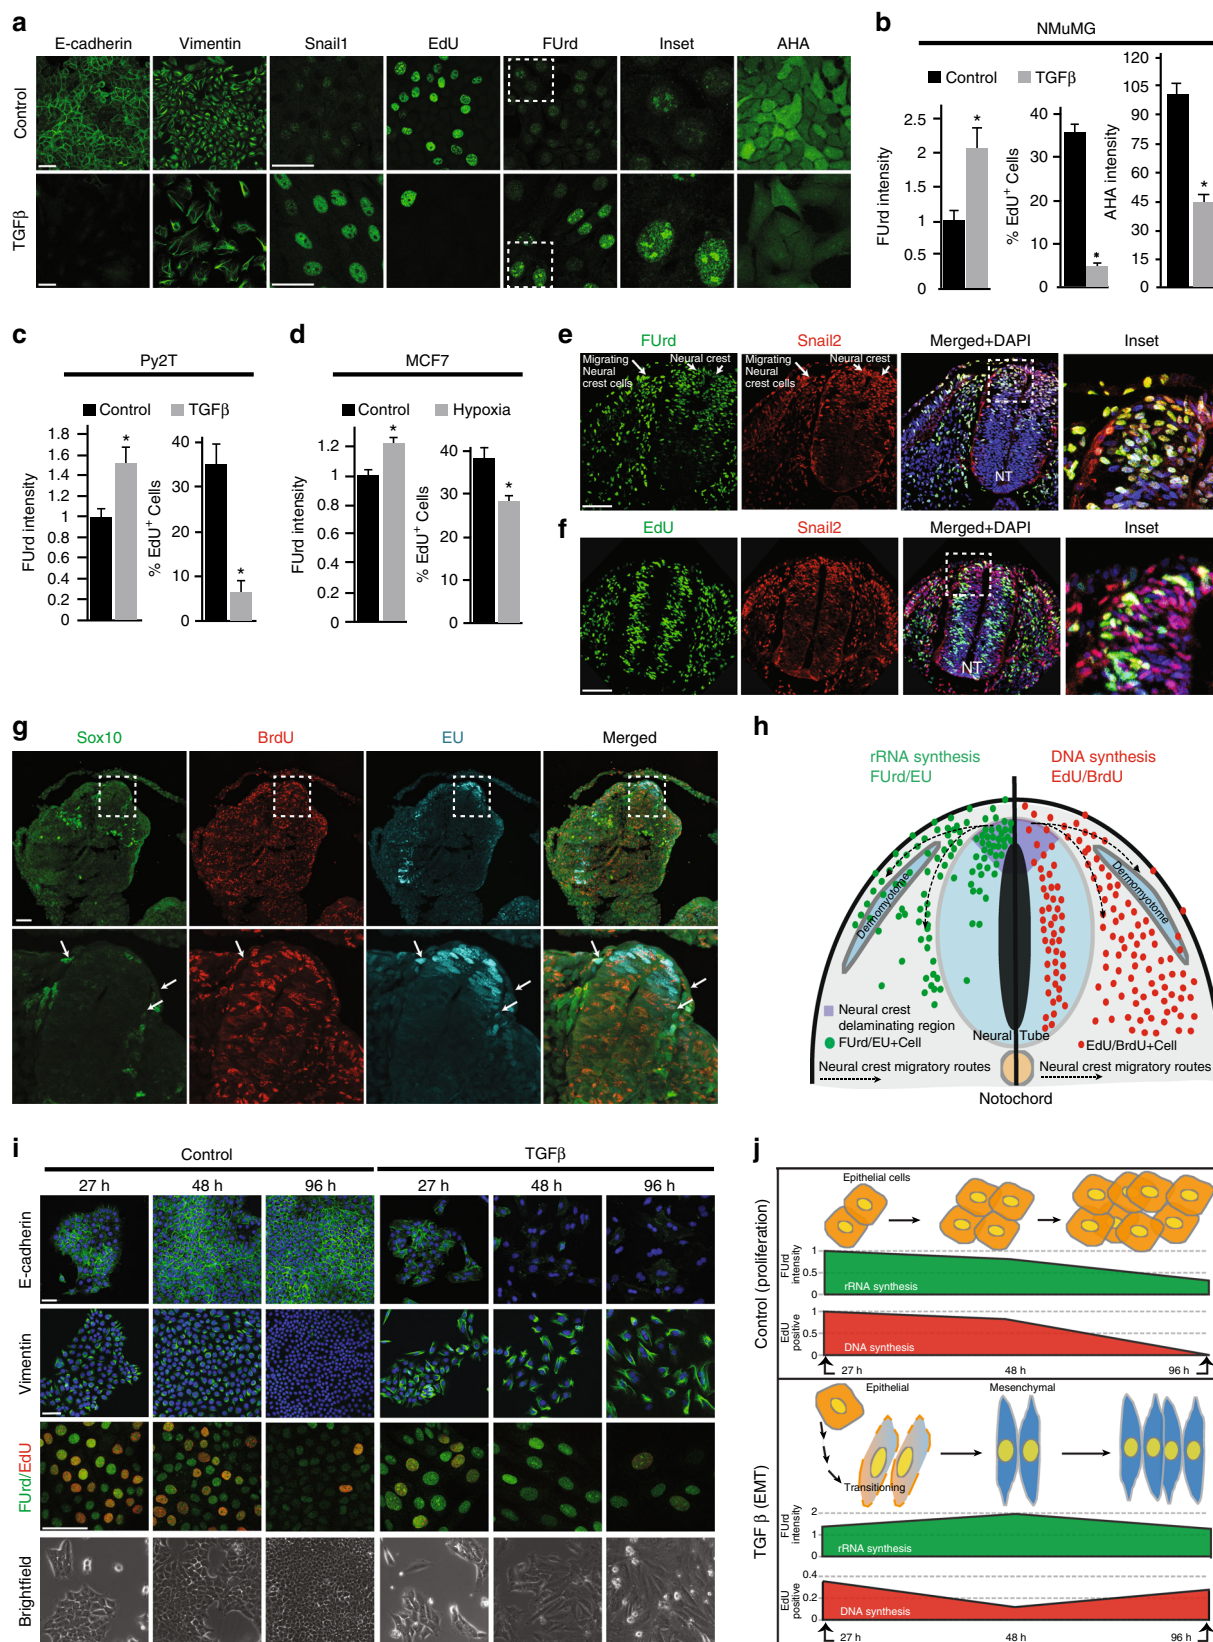 a
E-cadherin Vimentin Snail1 EdU FUrd Inset AHA
Control
TGFβ
b
NMuMG
Control TGFβ
FUrd intensity
2.5
2
1.5
1
0.5
0
*
% EdU+ Cells
40
30
20
10
0
*
AHA intensity
120
105
90
75
60
45
30
15
0
*
c
Py2T
Control TGFβ
FUrd intensity
1.8
1.6
1.4
1.2
1
0.8
0.6
0.4
0.2
0
*
% EdU+ Cells
40
30
20
10
0
*
d
MCF7
Control Hypoxia
FUrd intensity
1.2
1
0.8
0.6
0.4
0.2
0
*
% EdU+ Cells
40
30
20
10
0
*
e
FUrd Snail2 Merged+DAPI Inset
Migrating
Neural
crest cells
Neural crest
Migrating
Neural
crest cells
Neural crest
NT
f
EdU Snail2 Merged+DAPI Inset
NT
g
Sox10 BrdU EU Merged
h
rRNA synthesis
FUrd/EU
DNA synthesis
EdU/BrdU
Dermomyotome
Dermomyotome
Neural crest
delaminating region
FUrd/EU+Cell
Neural Tube
EdU/BrdU+Cell
Neural crest migratory routes
Neural crest migratory routes
Notochord
i
Control TGFβ
27 h 48 h 96 h 27 h 48 h 96 h
E-cadherin
Vimentin
FUrd/EdU
Brightfield
j
Control (proliferation)
Epithelial cells
FUrd
intensity
1
0.5
0
rRNA synthesis
EdU
positive
1
0.5
0
DNA synthesis
27 h 48 h 96 h
TGF β (EMT)
Epithelial
Mesenchymal
Transitioning
FUrd
intensity
2
1
0
rRNA synthesis
EdU
positive
0.4
0.2
0
DNA synthesis
27 h 48 h 96 h